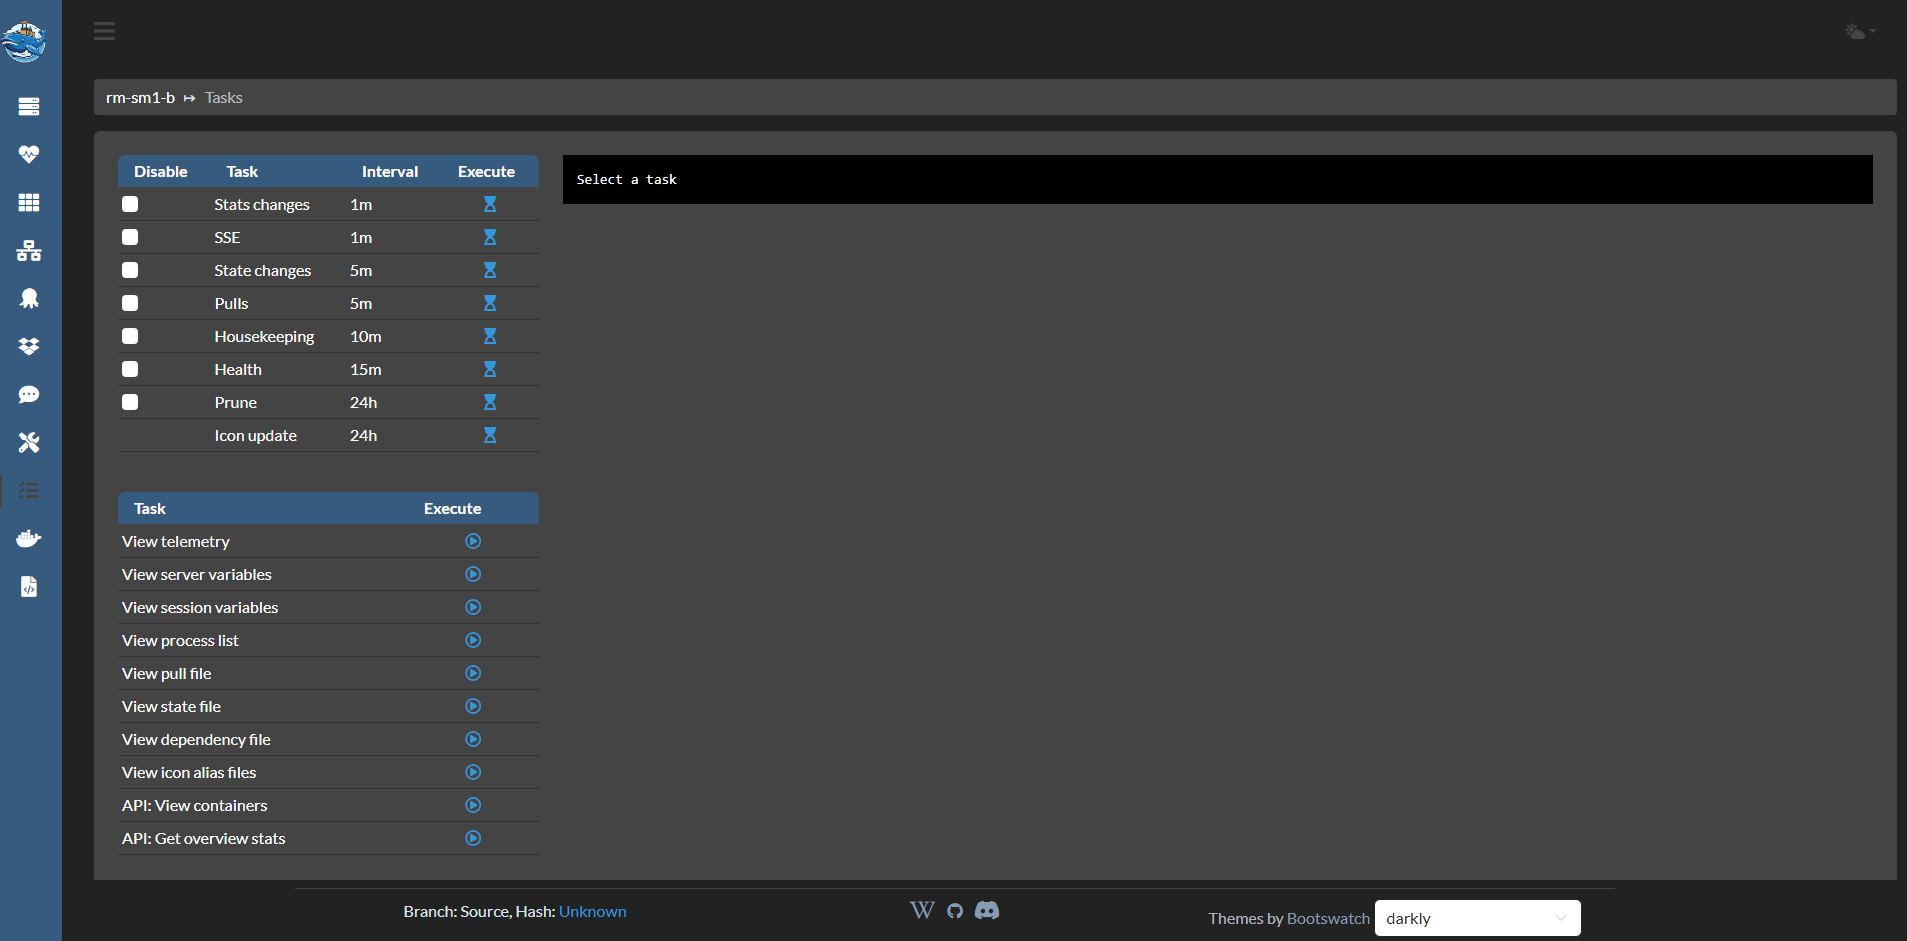 rm-sm1-b ↦ Tasks
Disable Task Interval Execute
Stats changes 1m
SSE 1m
State changes 5m
Pulls 5m
Housekeeping 10m
Health 15m
Prune 24h
Icon update 24h
Select a task
Task Execute
View telemetry
View server variables
View session variables
View process list
View pull file
View state file
View dependency file
View icon alias files
API: View containers
API: Get overview stats
Branch: Source, Hash: Unknown
W
Themes by Bootswatch darkly